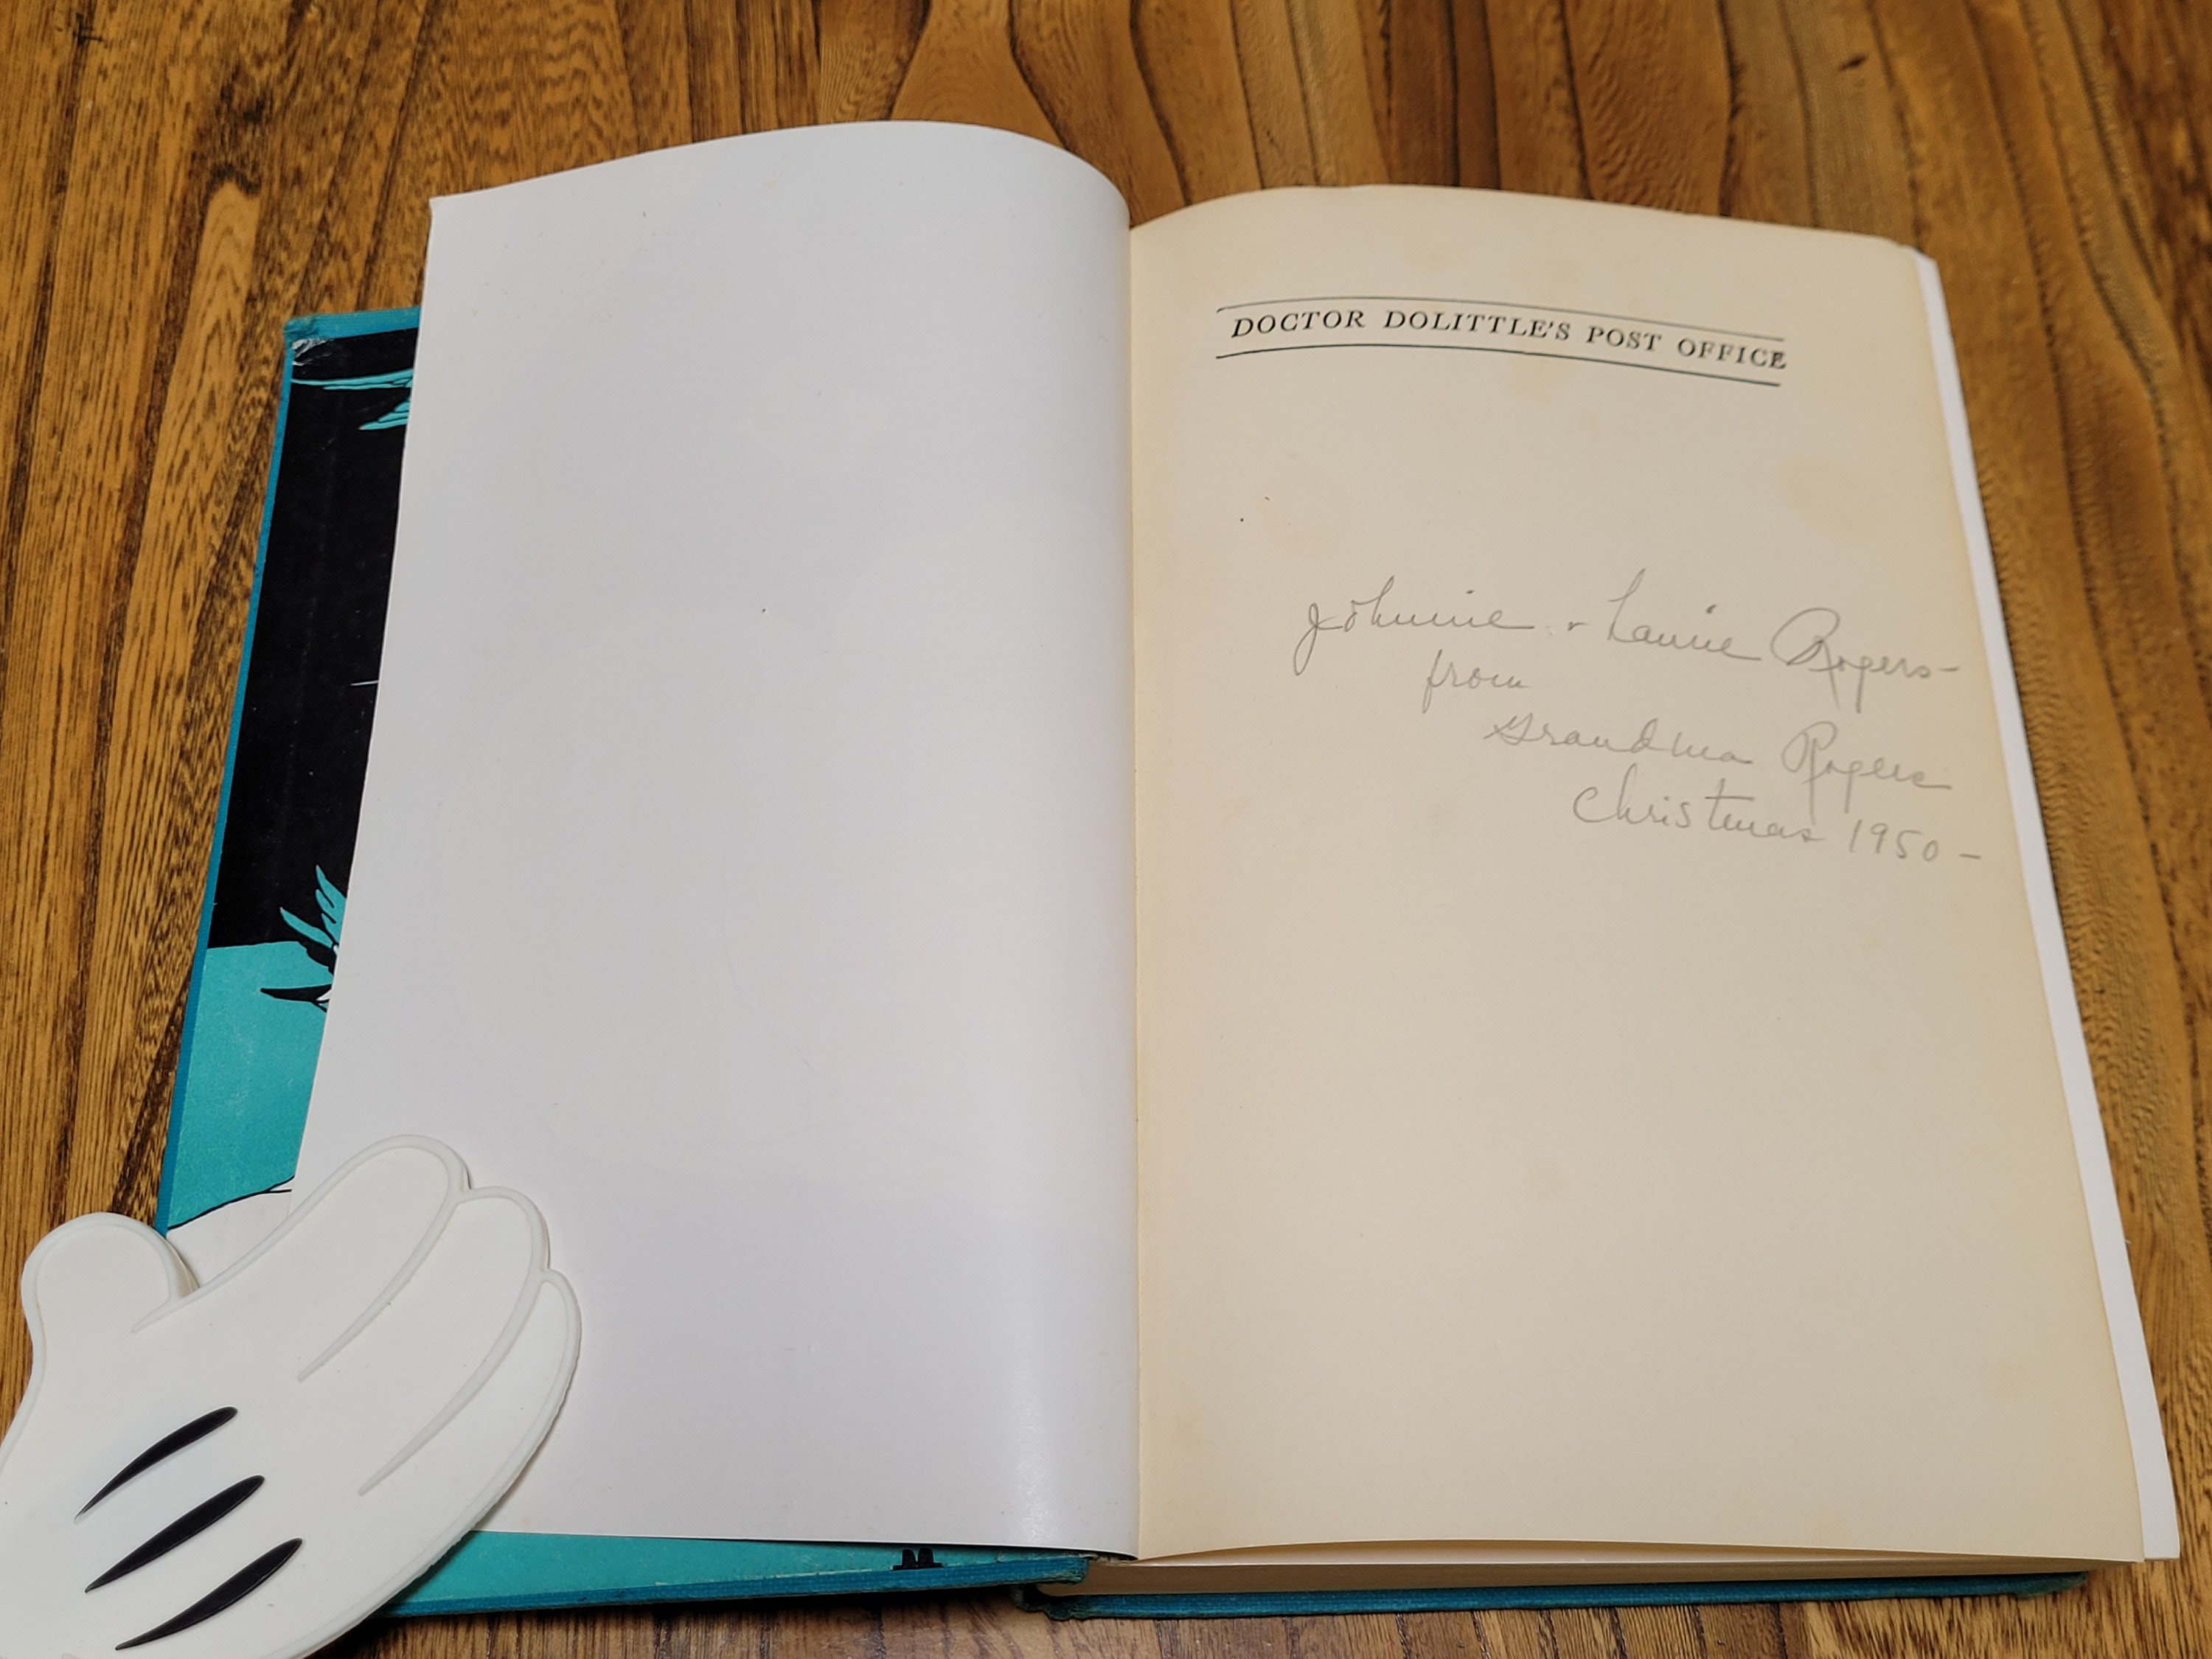 DOCTOR DOLITTLE'S POST OFFICE
Johnnie + Laurie Rogers-
from
Grandma Rogers
Christmas 1950-